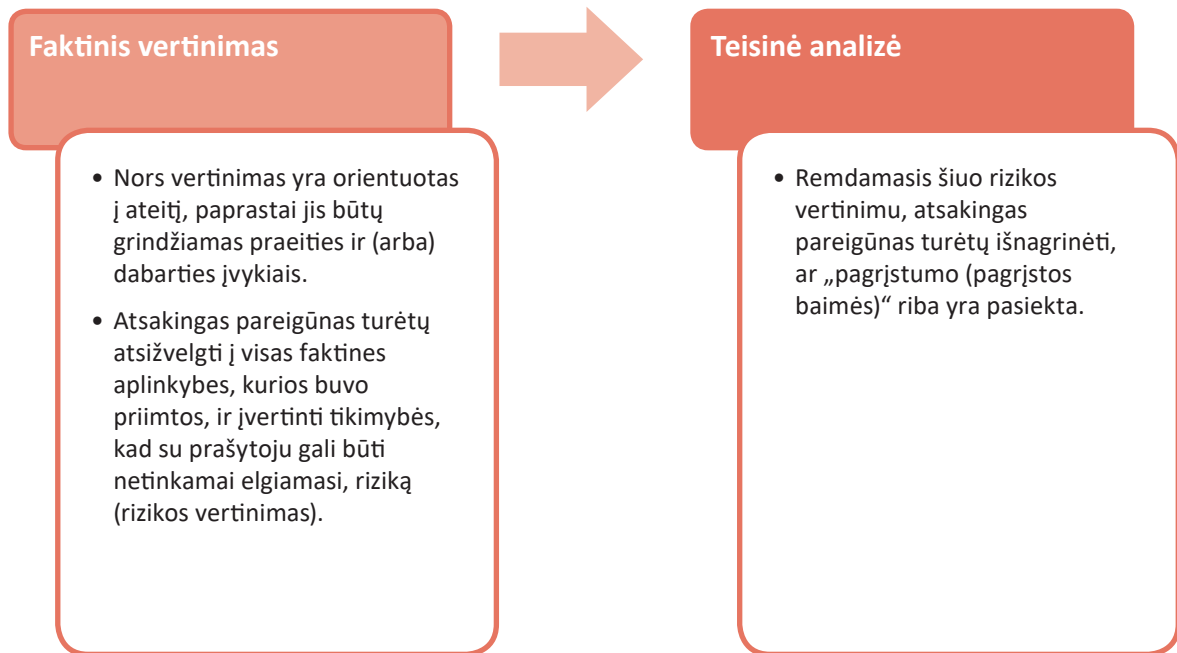 Faktinis vertinimas
• Nors vertinimas yra orientuotas
į ateitį, paprastai jis būtų
grindžiamas praeities ir (arba)
dabarties įvykiais.
• Atsakingas pareigūnas turėtų
atsižvelgti į visas faktines
aplinkybes, kurios buvo
priimtos, ir įvertinti tikimybės,
kad su prašytoju gali būti
netinkamai elgiamasi, riziką
(rizikos vertinimas).
Teisinė analizė
• Remdamasis šiuo rizikos
vertinimu, atsakingas
pareigūnas turėtų išnagrinėti,
ar „pagrįstumo (pagrįstos
baimės)“ riba yra pasiekta.